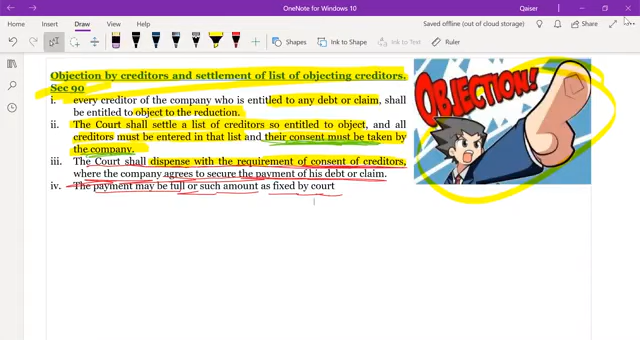 OneNote for Windows 10
Qaiser
File Home Insert Draw View Help
Saved offline (out of cloud storage)
Shapes Ink to Shape Ink to Text Ruler
Objection by creditors and settlement of list of objecting creditors.
Sec 90
i. every creditor of the company who is entitled to any debt or claim, shall
be entitled to object to the reduction.
ii. The Court shall settle a list of creditors so entitled to object, and all
creditors must be entered in that list and their consent must be taken by
the company.
iii. The Court shall dispense with the requirement of consent of creditors,
where the company agrees to secure the payment of his debt or claim.
iv. The payment may be full or such amount as fixed by court
OBJECTION!